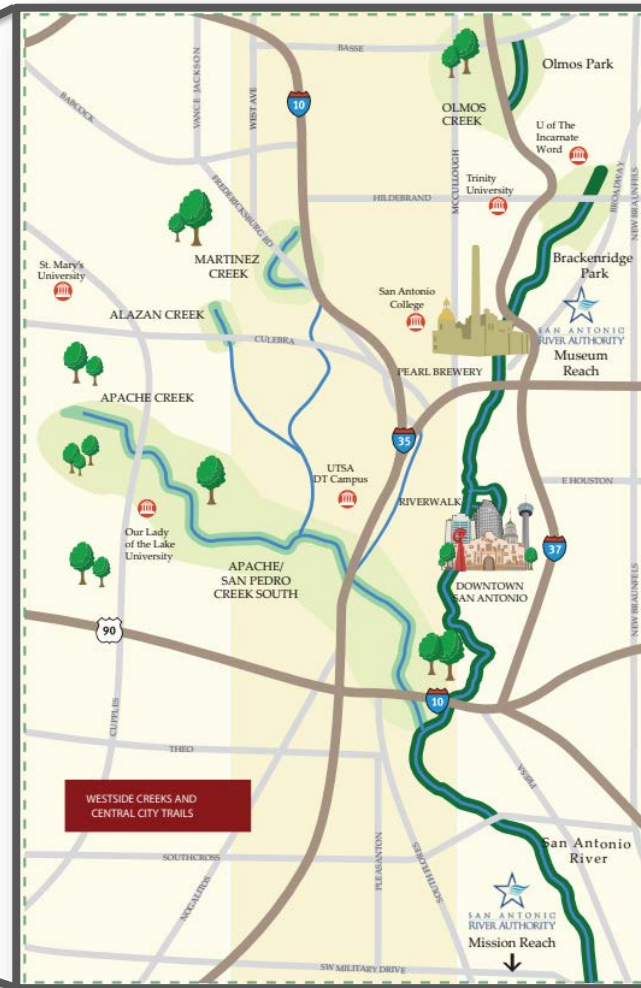 BASSE
Olmos Park
VANCE JACKSON
WEST AVE
BABCOCK
10
OLMOS
CREEK
MCCULLOUGH
U of The
Incarnate
Word
Trinity
University
BROADWAY
NEW BRAUNFELS
HILDEBRAND
FREDERICKSBURG RD
MARTINEZ
CREEK
St. Mary's
University
Brackenridge
Park
San Antonio
College
ALAZAN CREEK
SAN ANTONIO
RIVER AUTHORITY
Museum
Reach
CULEBRA
PEARL BREWERY
APACHE CREEK
35
UTSA
DT Campus
E HOUSTON
RIVERWALK
Our Lady
of the Lake
University
37
APACHE/
SAN PEDRO
CREEK SOUTH
DOWNTOWN
SAN ANTONIO
NEW BRAUNFELS
90
10
CUPPLES
THEO
PRESA
WESTSIDE CREEKS AND
CENTRAL CITY TRAILS
San Antonio
River
SOUTHCROSS
NOGALITOS
PLEASANTON
SOUTH FLORES
SAN ANTONIO
RIVER AUTHORITY
Mission Reach
SW MILITARY DRIVE